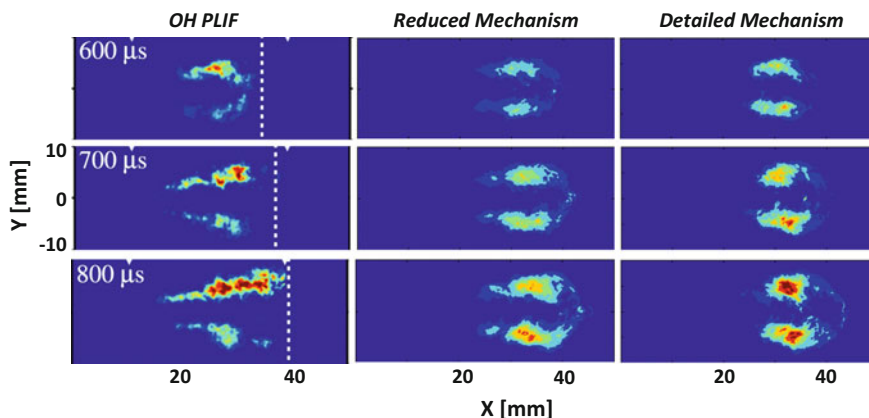 OH PLIF Reduced Mechanism Detailed Mechanism
600 µs
700 µs
800 µs
10
0
-10
Y [mm]
20 40 20 40 20 40
X [mm]